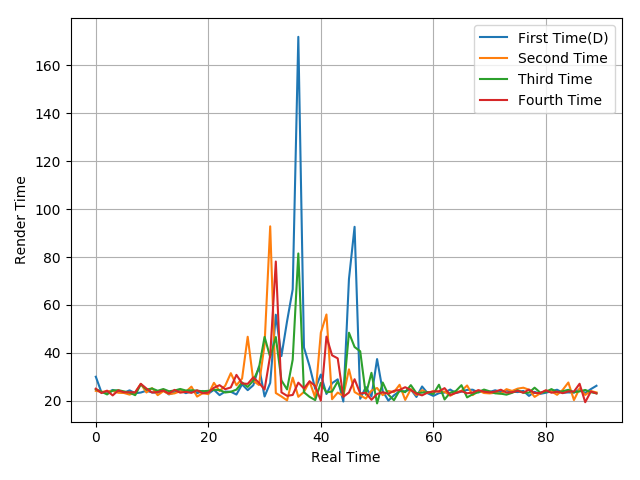 First Time(D)
Second Time
Third Time
Fourth Time
160
140
120
100
80
60
40
20
Render Time
0 20 40 60 80
Real Time